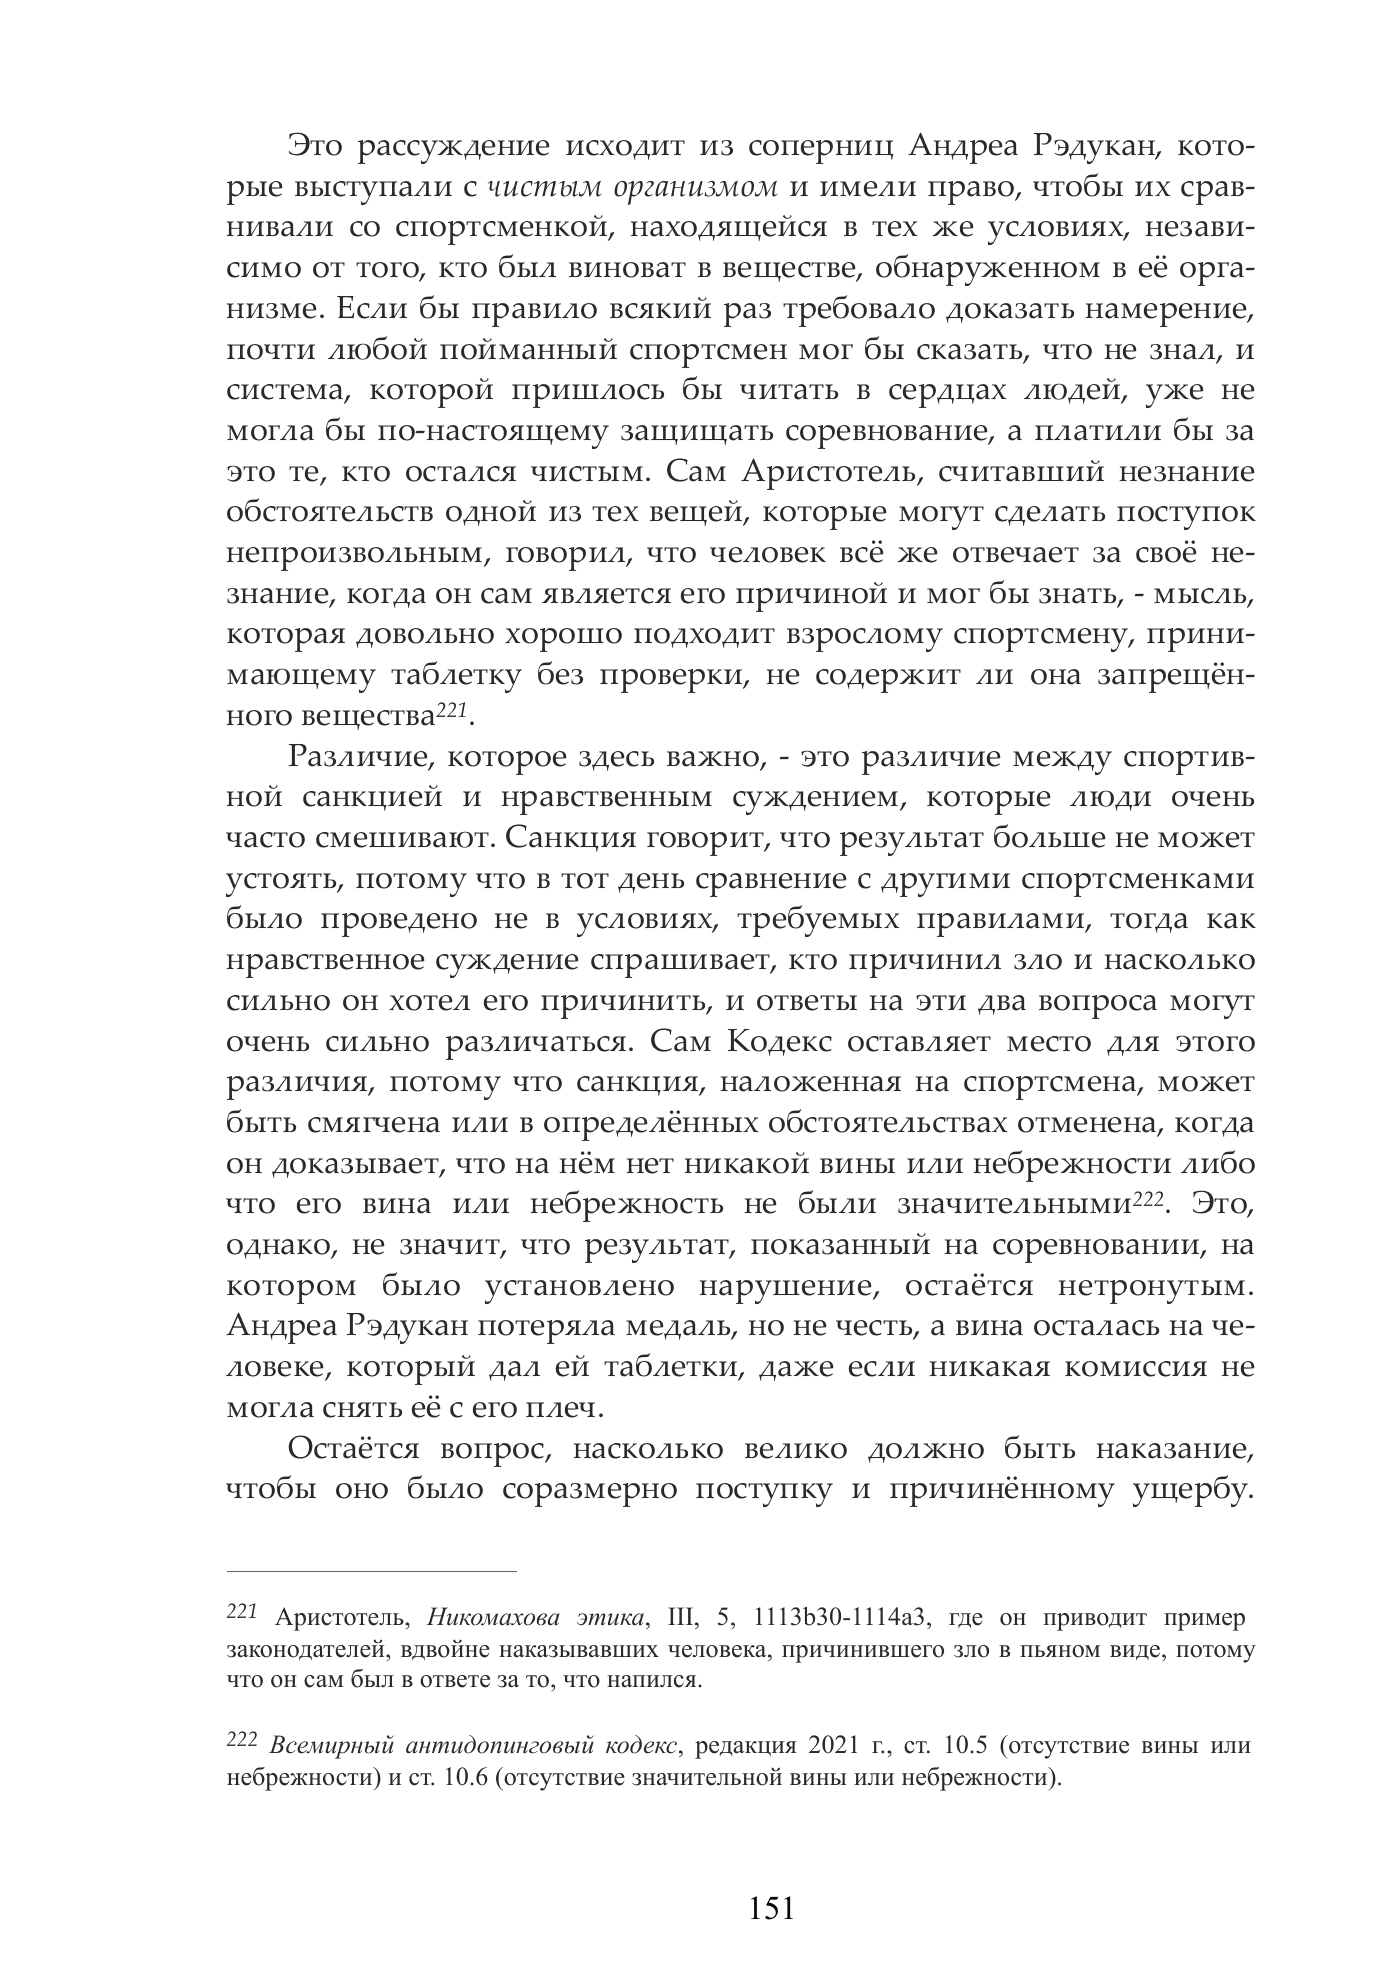 Это рассуждение исходит из соперниц Андреа Рэдукан, кото-
рые выступали с чистым организмом и имели право, чтобы их срав-
нивали со спортсменкой, находящейся в тех же условиях, незави-
симо от того, кто был виноват в веществе, обнаруженном в её орга-
низме. Если бы правило всякий раз требовало доказать намерение,
почти любой пойманный спортсмен мог бы сказать, что не знал, и
система, которой пришлось бы читать в сердцах людей, уже не
могла бы по-настоящему защищать соревнование, а платили бы за
это те, кто остался чистым. Сам Аристотель, считавший незнание
обстоятельств одной из тех вещей, которые могут сделать поступок
непроизвольным, говорил, что человек всё же отвечает за своё не-
знание, когда он сам является его причиной и мог бы знать, - мысль,
которая довольно хорошо подходит взрослому спортсмену, прини-
мающему таблетку без проверки, не содержит ли она запрещён-
ного вещества221.
Различие, которое здесь важно, - это различие между спортив-
ной санкцией и нравственным суждением, которые люди очень
часто смешивают. Санкция говорит, что результат больше не может
устоять, потому что в тот день сравнение с другими спортсменками
было проведено не в условиях, требуемых правилами, тогда как
нравственное суждение спрашивает, кто причинил зло и насколько
сильно он хотел его причинить, и ответы на эти два вопроса могут
очень сильно различаться. Сам Кодекс оставляет место для этого
различия, потому что санкция, наложенная на спортсмена, может
быть смягчена или в определённых обстоятельствах отменена, когда
он доказывает, что на нём нет никакой вины или небрежности либо
что его вина или небрежность не были значительными222. Это,
однако, не значит, что результат, показанный на соревновании, на
котором было установлено нарушение, остаётся нетронутым.
Андреа Рэдукан потеряла медаль, но не честь, а вина осталась на че-
ловеке, который дал ей таблетки, даже если никакая комиссия не
могла снять её с его плеч.
Остаётся вопрос, насколько велико должно быть наказание,
чтобы оно было соразмерно поступку и причинённому ущербу.
221 Аристотель, Никомахова этика, III, 5, 1113b30-1114a3, где он приводит пример
законодателей, вдвойне наказывавших человека, причинившего зло в пьяном виде, потому
что он сам был в ответе за то, что напился.
222 Всемирный антидопинговый кодекс, редакция 2021 г., ст. 10.5 (отсутствие вины или
небрежности) и ст. 10.6 (отсутствие значительной вины или небрежности).
151